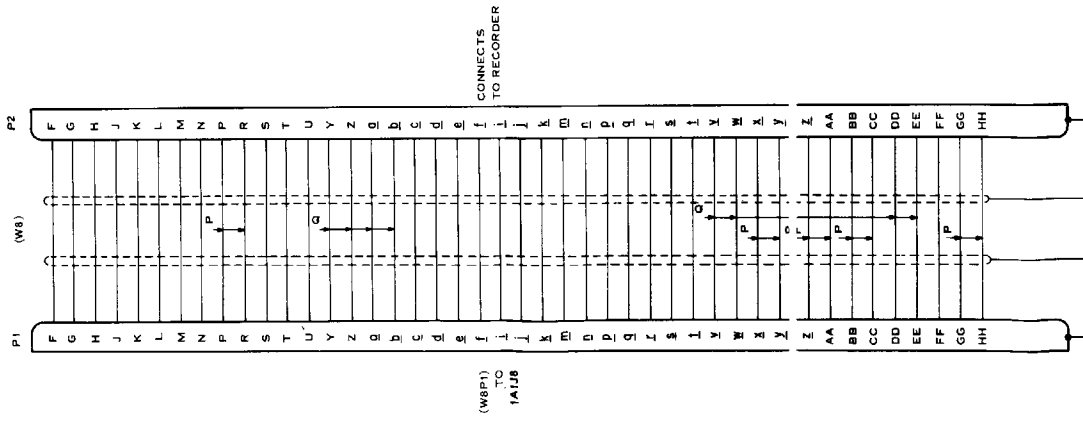 P1
(W8)
P2
F
G
H
J
K
L
M
N
P
R
S
T
U
Y
Z
a
b
c
d
e
f
i
j
k
m
n
p
q
r
s
t
v
w
x
y
z
AA
BB
CC
DD
EE
FF
GG
HH
(W8P1)
TO
1A1J8
P
Q
Q
P
P
P
F
G
H
J
K
L
M
N
P
R
S
T
U
Y
Z
a
b
c
d
e
f
i
j
k
m
n
p
q
r
s
t
v
w
x
y
z
AA
BB
CC
DD
EE
FF
GG
HH
CONNECTS
TO RECORDER